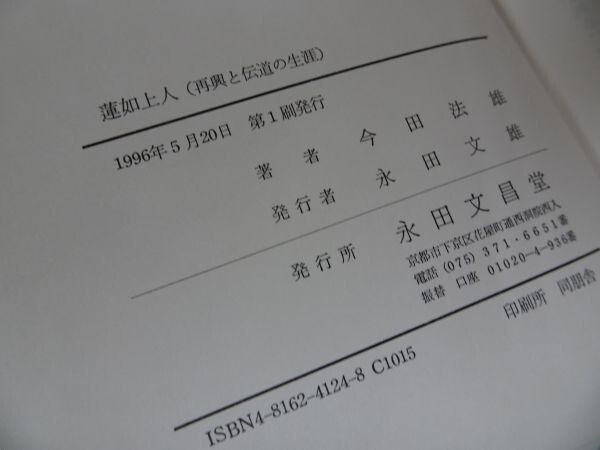 蓮如上人（再興と伝道の生涯）
1996年5月20日　第1刷発行
著者　今田法雄
発行者　永田文雄
発行所　永田文昌堂
京都市下京区花屋町通西洞院西入
電話（075）371・6651番
振替　口座　01020-4-936番
印刷所　同朋舎
ISBN4-8162-4124-8 C1015